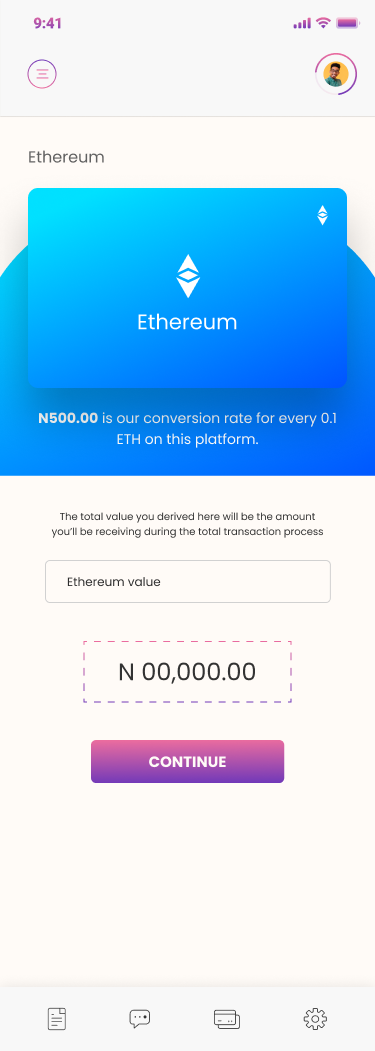 9:41
Ethereum
Ethereum
N500.00 is our conversion rate for every 0.1
ETH on this platform.
The total value you derived here will be the amount
you'll be receiving during the total transaction process
Ethereum value
N 00,000.00
CONTINUE